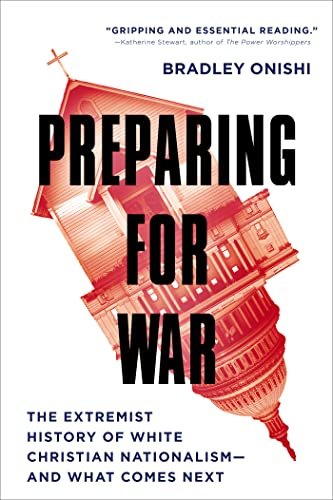 "GRIPPING AND ESSENTIAL READING."
—Katherine Stewart, author of The Power Worshippers
BRADLEY ONISHI
PREPARING
FOR
WAR
THE EXTREMIST
HISTORY OF WHITE
CHRISTIAN NATIONALISM—
AND WHAT COMES NEXT